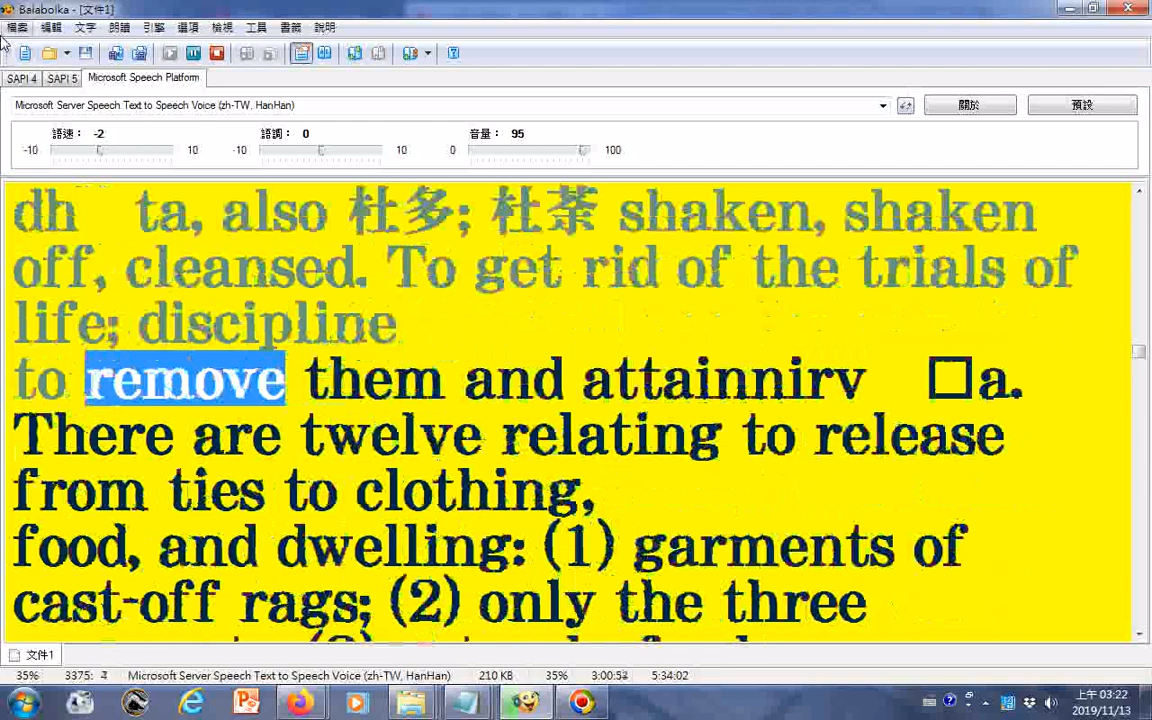 Balabolka - [文件1]
檔案 編輯 文字 朗讀 引擎 選項 檢視 工具 書籤 說明
SAPI 4 SAPI 5 Microsoft Speech Platform
Microsoft Server Speech Text to Speech Voice (zh-TW, HanHan) 關於 預設
語速： -2 語調： 0 音量： 95
-10 10 -10 10 0 100
dh ta, also 杜多; 杜荼 shaken, shaken
off, cleansed. To get rid of the trials of
life; discipline
to remove them and attainnirv □a.
There are twelve relating to release
from ties to clothing,
food, and dwelling: (1) garments of
cast-off rags; (2) only the three
文件1
35% Microsoft Server Speech Text to Speech Voice (zh-TW, HanHan) 210 KB 35% 5:34:02
上午 03:22
2019/11/13